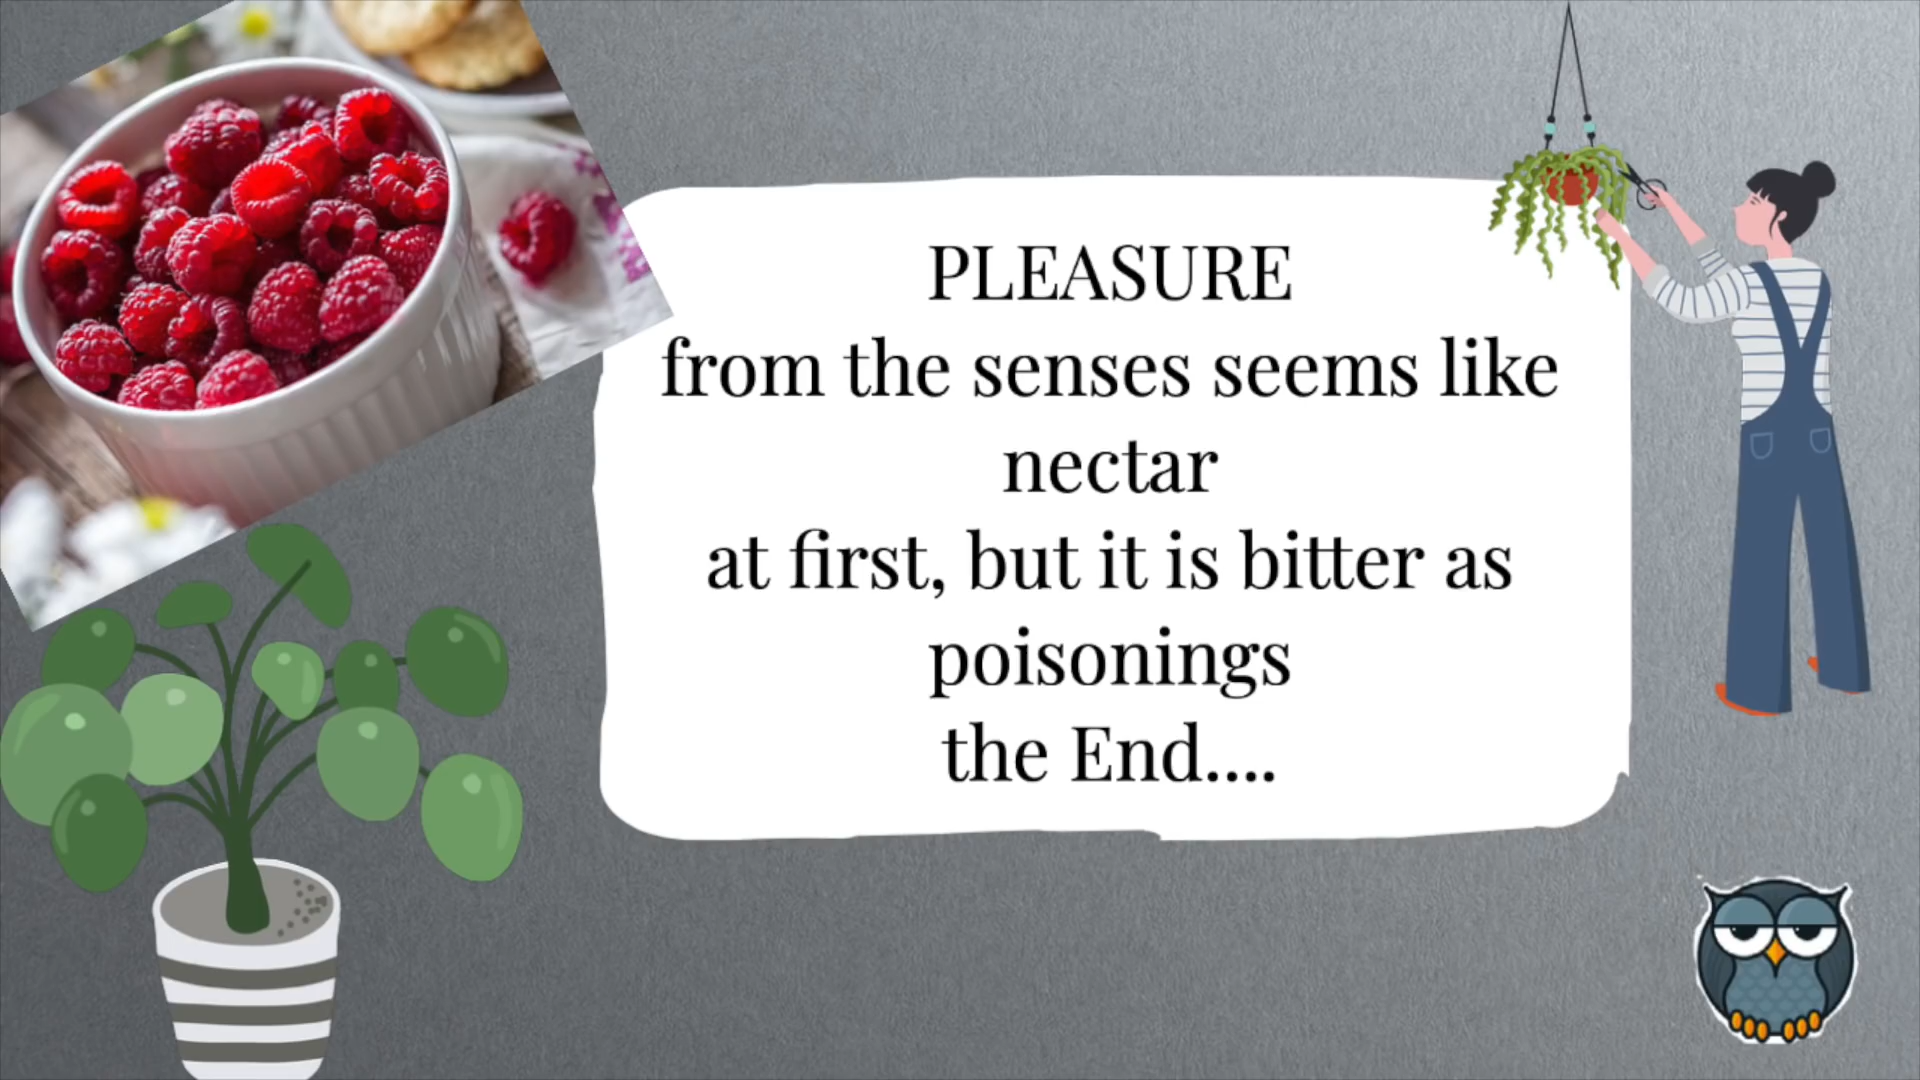 PLEASURE
from the senses seems like
nectar
at first, but it is bitter as
poisonings
the End....